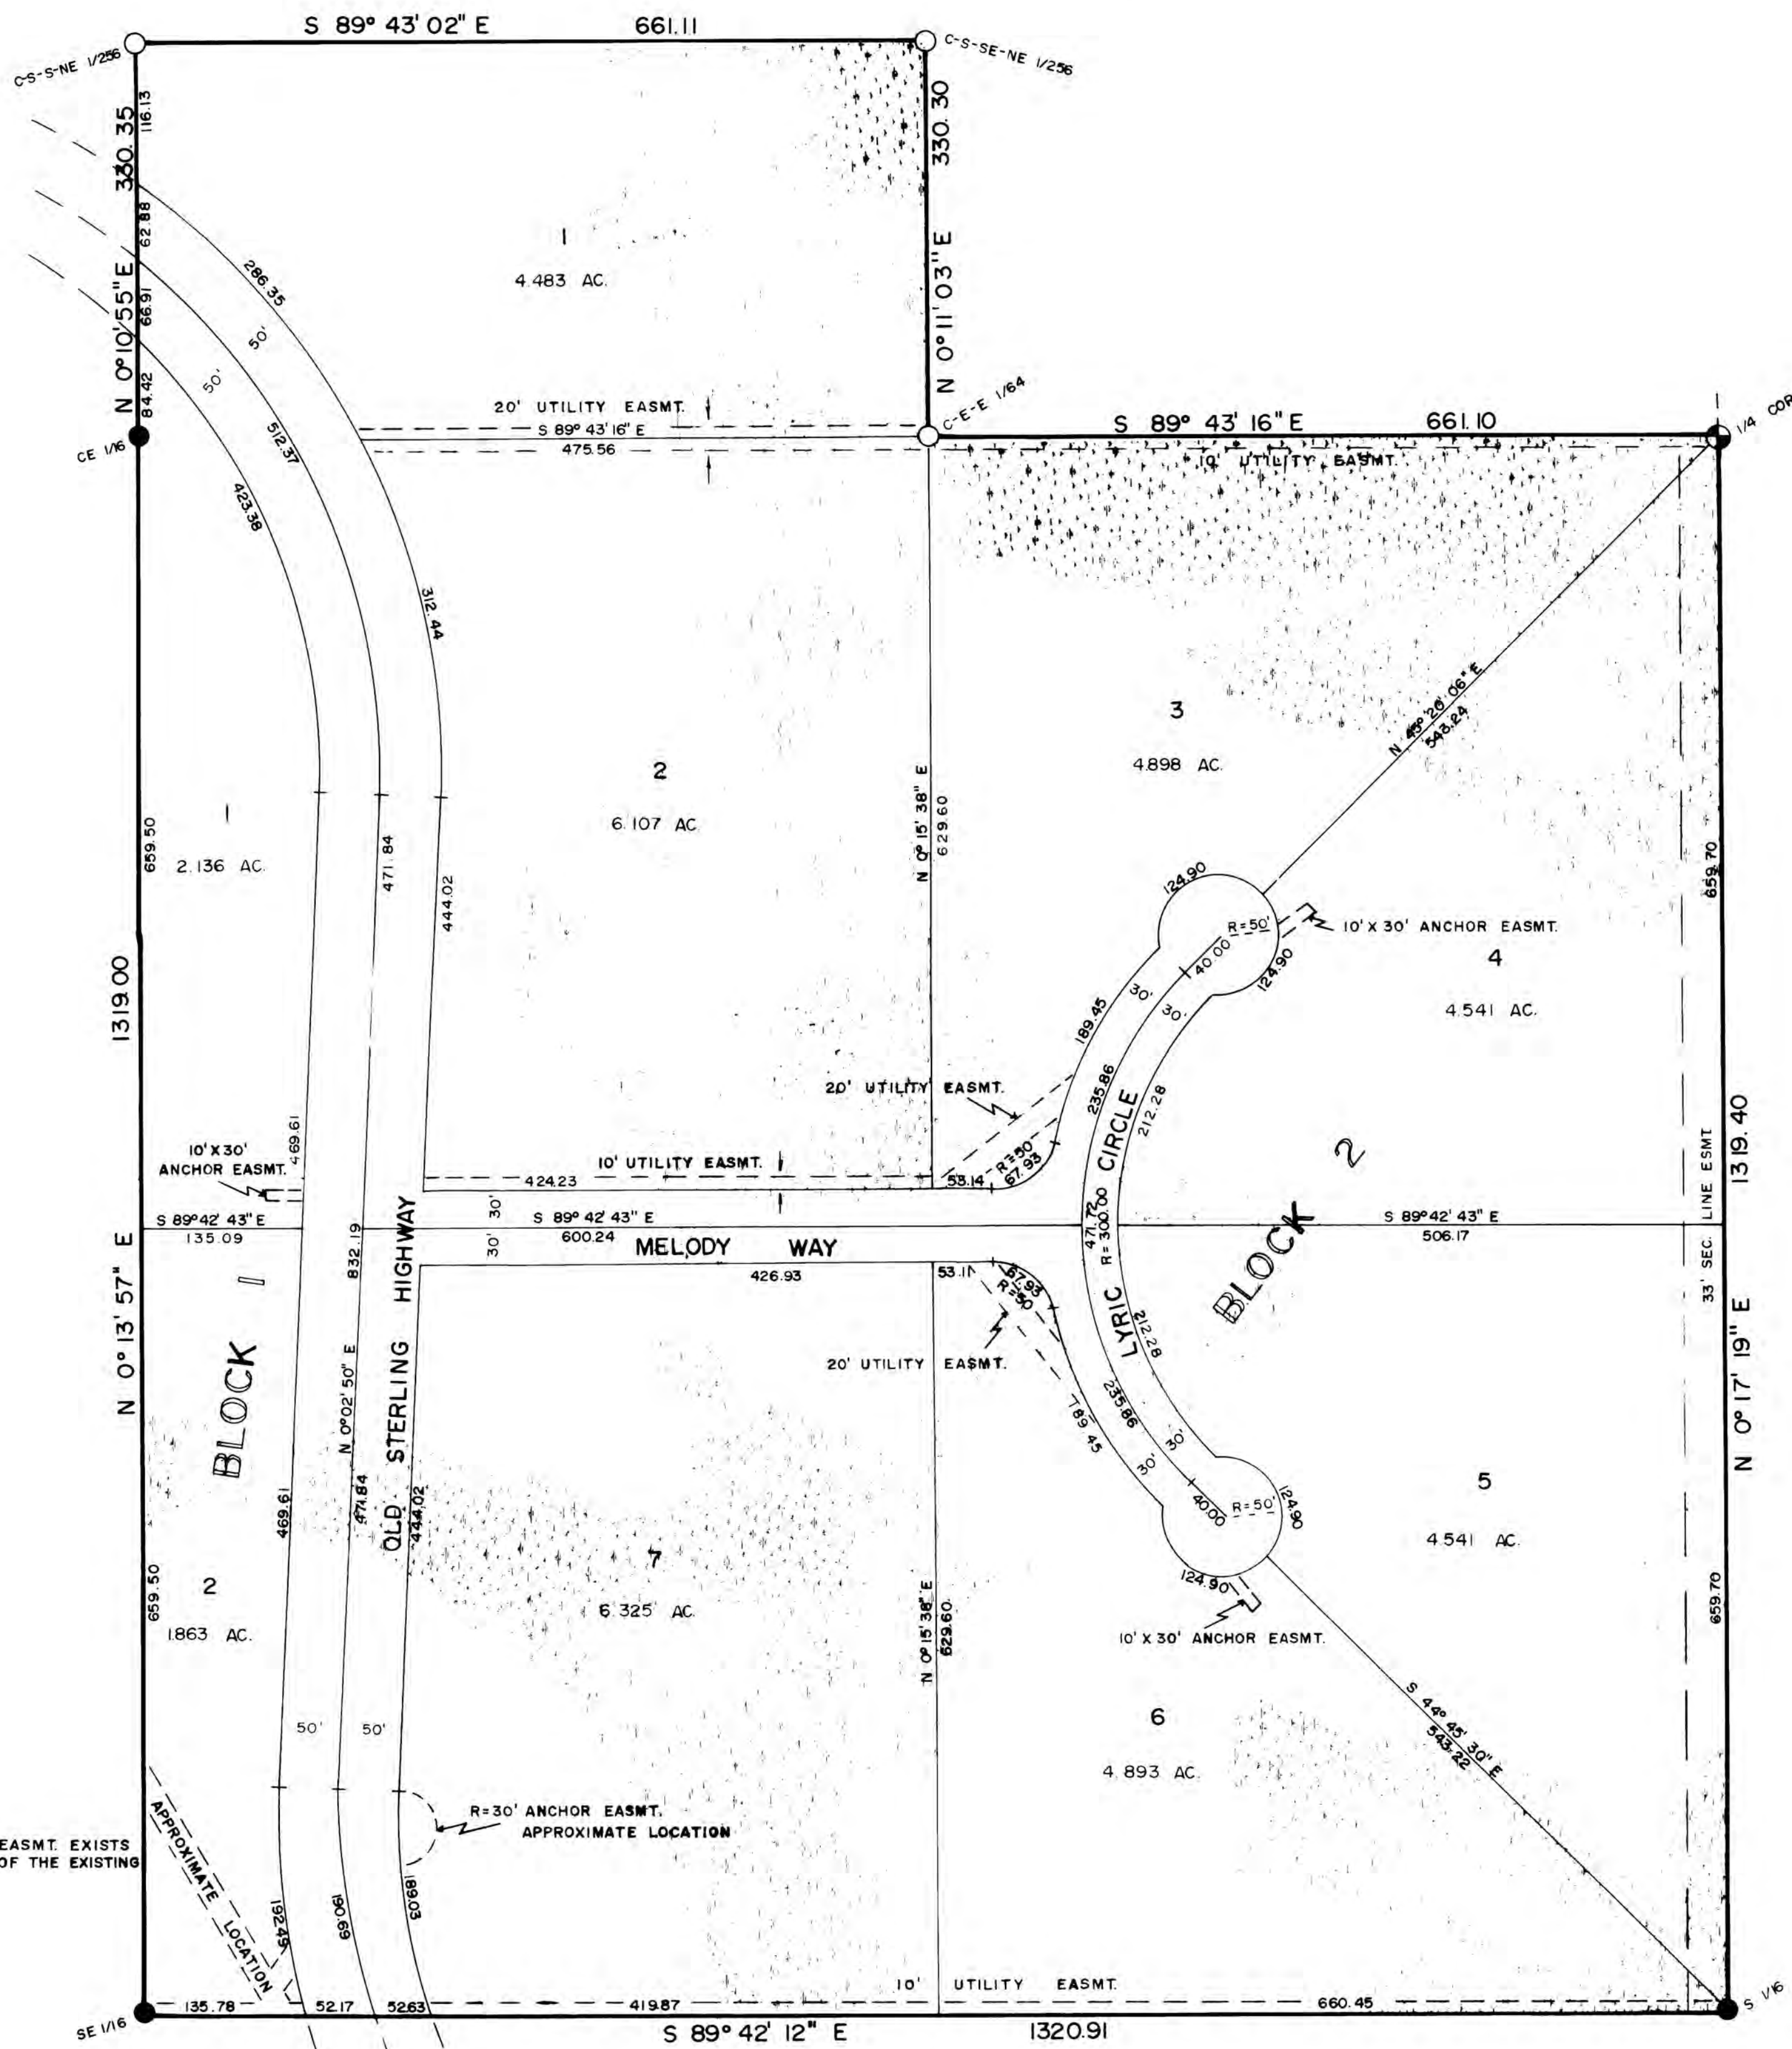 S 89° 43' 02" E 661.11
C-S-S-NE 1/256
C-S-SE-NE 1/256
N 0° 10' 55" E 330.35
116.13
62.88
66.91
84.42
N 0° 11' 03" E 330.30
286.35
50'
50'
1
4.483 AC.
20' UTILITY EASMT.
S 89° 43' 16" E
475.56
C-E-E 1/64
S 89° 43' 16" E 661.10
10' UTILITY EASMT.
1/4 COR
CE 1/16
512.37
423.38
312.44
3
4.898 AC.
N 45° 20' 06" E
543.24
2
6.107 AC
N 0° 15' 38" E
629.60
1
2.136 AC.
659.50
471.84
444.02
659.70
124.90
R=50'
10' X 30' ANCHOR EASMT.
40.00
124.90
4
4.541 AC.
30'
30'
189.45
1319.00
20' UTILITY EASMT.
235.86
212.28
LYRIC CIRCLE
469.61
10' X 30'
ANCHOR EASMT.
10' UTILITY EASMT.
424.23
53.14
R=50
67.93
1319.40
33' SEC. LINE ESMT
BLOCK 2
S 89° 42' 43" E
135.09
30'
30'
S 89° 42' 43" E
600.24
MELODY WAY
471.72
R=300.00
S 89° 42' 43" E
506.17
832.19
OLD STERLING HIGHWAY
426.93
53.11
67.93
R=50
N 0° 13' 57" E
BLOCK 1
N 0° 02' 50" E
20' UTILITY EASMT.
212.28
235.86
189.45
30'
30'
N 0° 17' 19" E
469.61
471.84
444.02
40.00
R=50'
124.90
5
4.541 AC.
7
6.325 AC.
2
1.863 AC.
659.50
N 0° 15' 38" E
629.60
124.90
10' X 30' ANCHOR EASMT.
659.70
S 44° 45' 30" E
543.22
6
4.893 AC.
50'
50'
R=30' ANCHOR EASMT.
APPROXIMATE LOCATION
EASMT. EXISTS
OF THE EXISTING
APPROXIMATE LOCATION
192.49
190.69
189.03
10' UTILITY EASMT.
135.78
52.17
52.63
419.87
660.45
SE 1/16
S 1/16
S 89° 42' 12" E 1320.91